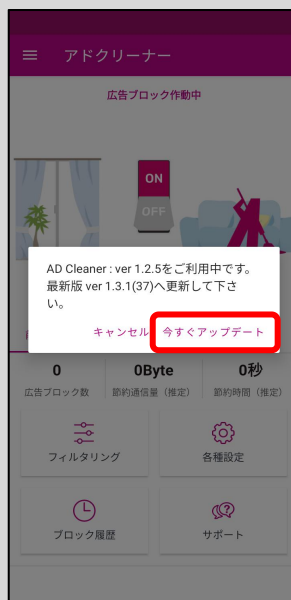 アドクリーナー
広告ブロック作動中
ON
OFF
AD Cleaner : ver 1.2.5をご利用中です。
最新版 ver 1.3.1(37)へ更新して下さ
い。
キャンセル 今すぐアップデート
0 0Byte 0秒
広告ブロック数 節約通信量（推定） 節約時間（推定）
フィルタリング 各種設定
ブロック履歴 サポート